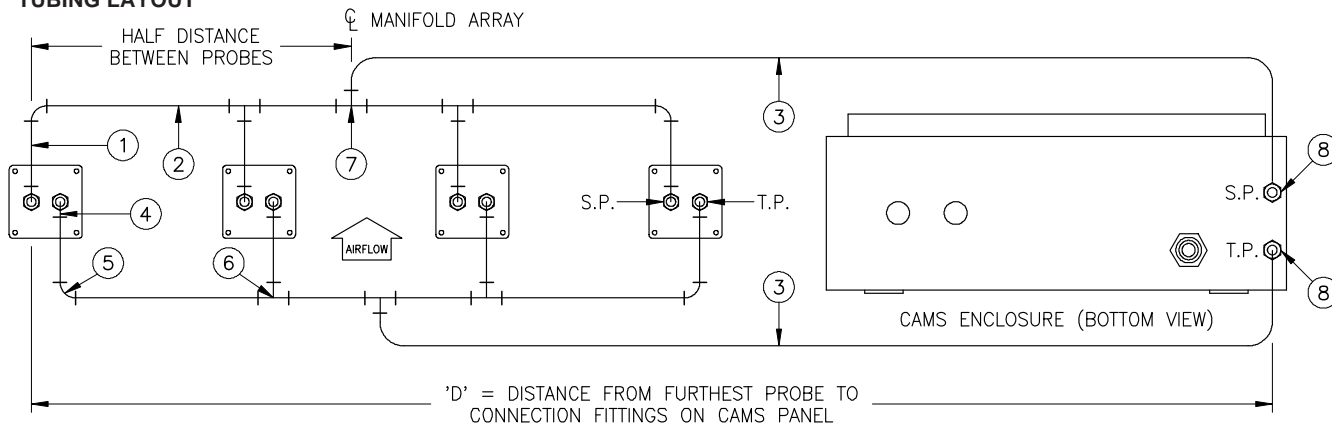 TUBING LAYOUT
℄ MANIFOLD ARRAY
HALF DISTANCE
BETWEEN PROBES
3
1
2
7
8
S.P.
S.P.
T.P.
4
AIRFLOW
T.P.
5
6
3
8
CAMS ENCLOSURE (BOTTOM VIEW)
'D' = DISTANCE FROM FURTHEST PROBE TO
CONNECTION FITTINGS ON CAMS PANEL